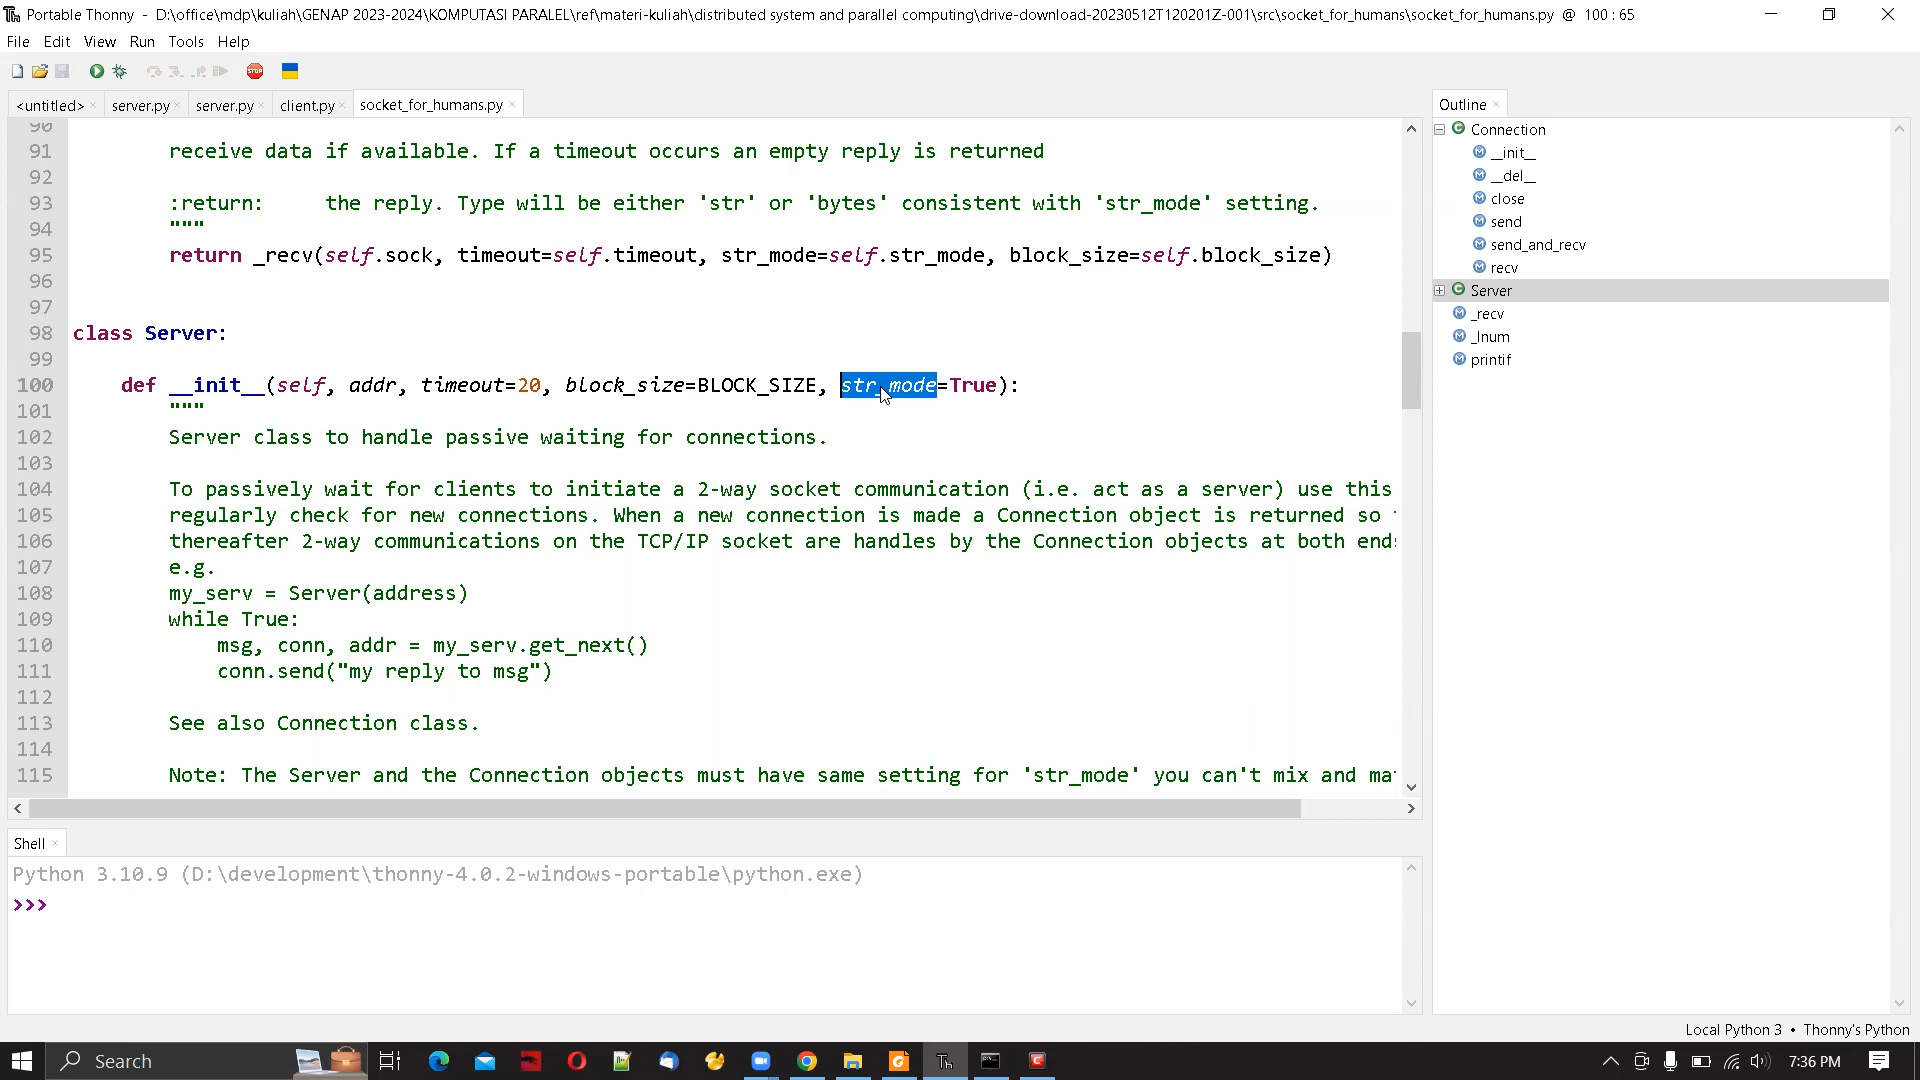 Portable Thonny - D:\office\mdp\kuliah\GENAP 2023-2024\KOMPUTASI PARALEL\ref\materi-kuliah\distributed system and parallel computing\drive-download-20230512T120201Z-001\src\socket_for_humans\socket_for_humans.py @ 100 : 65
File Edit View Run Tools Help
STOP
<untitled> × server.py × server.py × client.py × socket_for_humans.py ×
90
91 receive data if available. If a timeout occurs an empty reply is returned
92
93 :return: the reply. Type will be either 'str' or 'bytes' consistent with 'str_mode' setting.
94 """
95 return _recv(self.sock, timeout=self.timeout, str_mode=self.str_mode, block_size=self.block_size)
96
97
98 class Server:
99
100 def __init__(self, addr, timeout=20, block_size=BLOCK_SIZE, str_mode=True):
101 """
102 Server class to handle passive waiting for connections.
103
104 To passively wait for clients to initiate a 2-way socket communication (i.e. act as a server) use this
105 regularly check for new connections. When a new connection is made a Connection object is returned so
106 thereafter 2-way communications on the TCP/IP socket are handles by the Connection objects at both end
107 e.g.
108 my_serv = Server(address)
109 while True:
110 msg, conn, addr = my_serv.get_next()
111 conn.send("my reply to msg")
112
113 See also Connection class.
114
115 Note: The Server and the Connection objects must have same setting for 'str_mode' you can't mix and ma
Outline ×
Connection
__init__
__del__
close
send
send_and_recv
recv
Server
_recv
_lnum
printif
Shell ×
Python 3.10.9 (D:\development\thonny-4.0.2-windows-portable\python.exe)
>>>
Local Python 3 • Thonny's Python
Search
Th
7:36 PM